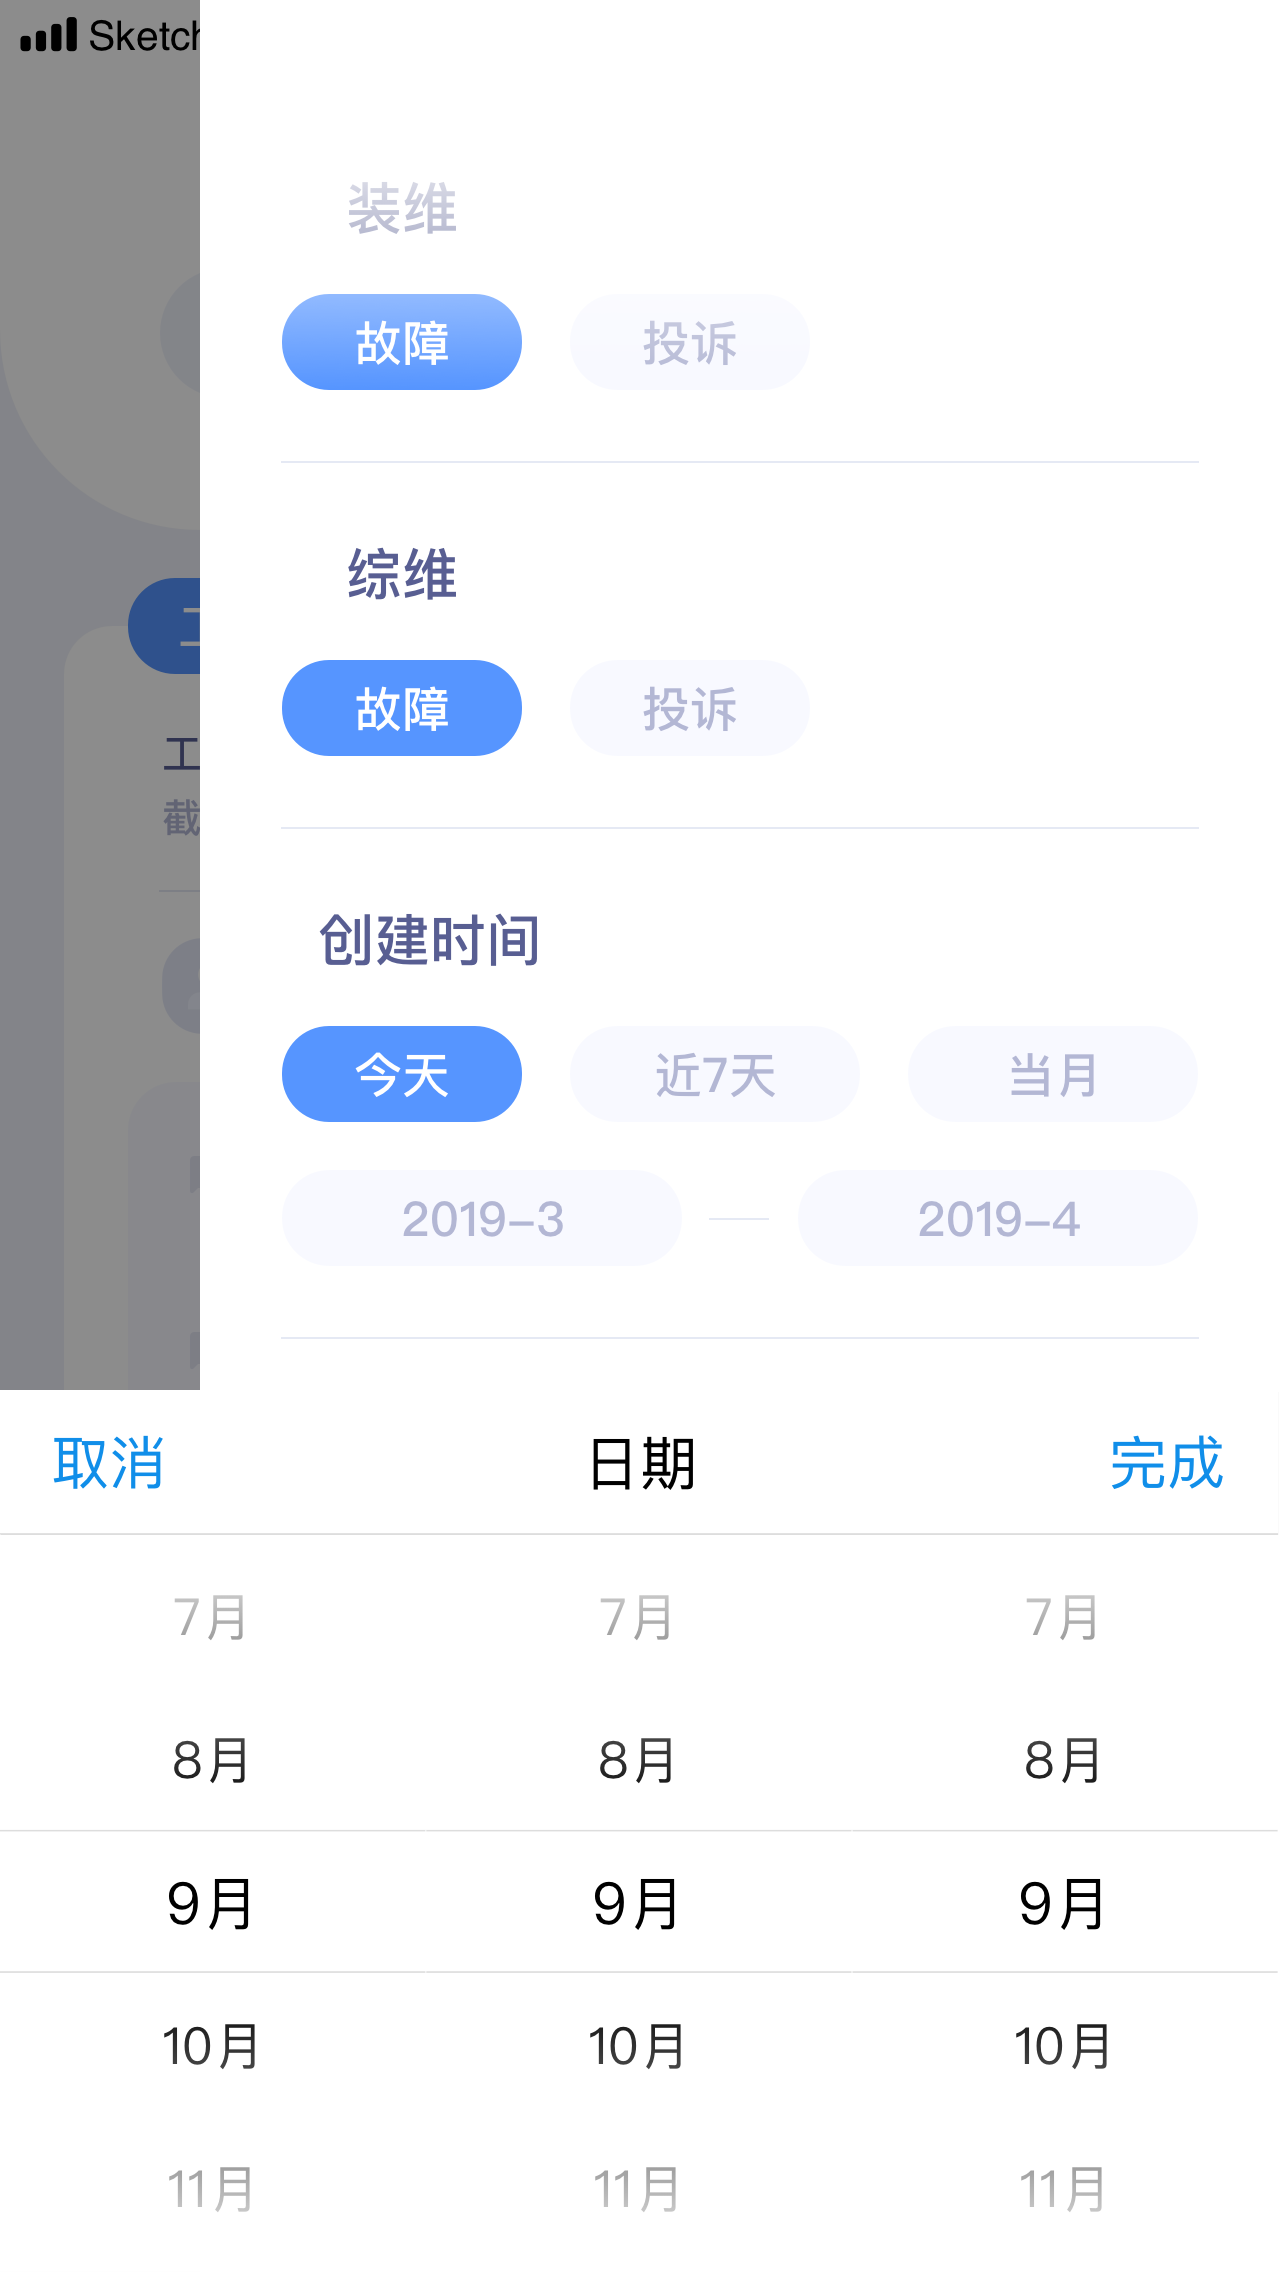 Sketch
装维
故障 投诉
综维
故障 投诉
工
截
创建时间
今天 近7天 当月
2019-3 2019-4
取消 日期 完成
7月 7月 7月
8月 8月 8月
9月 9月 9月
10月 10月 10月
11月 11月 11月